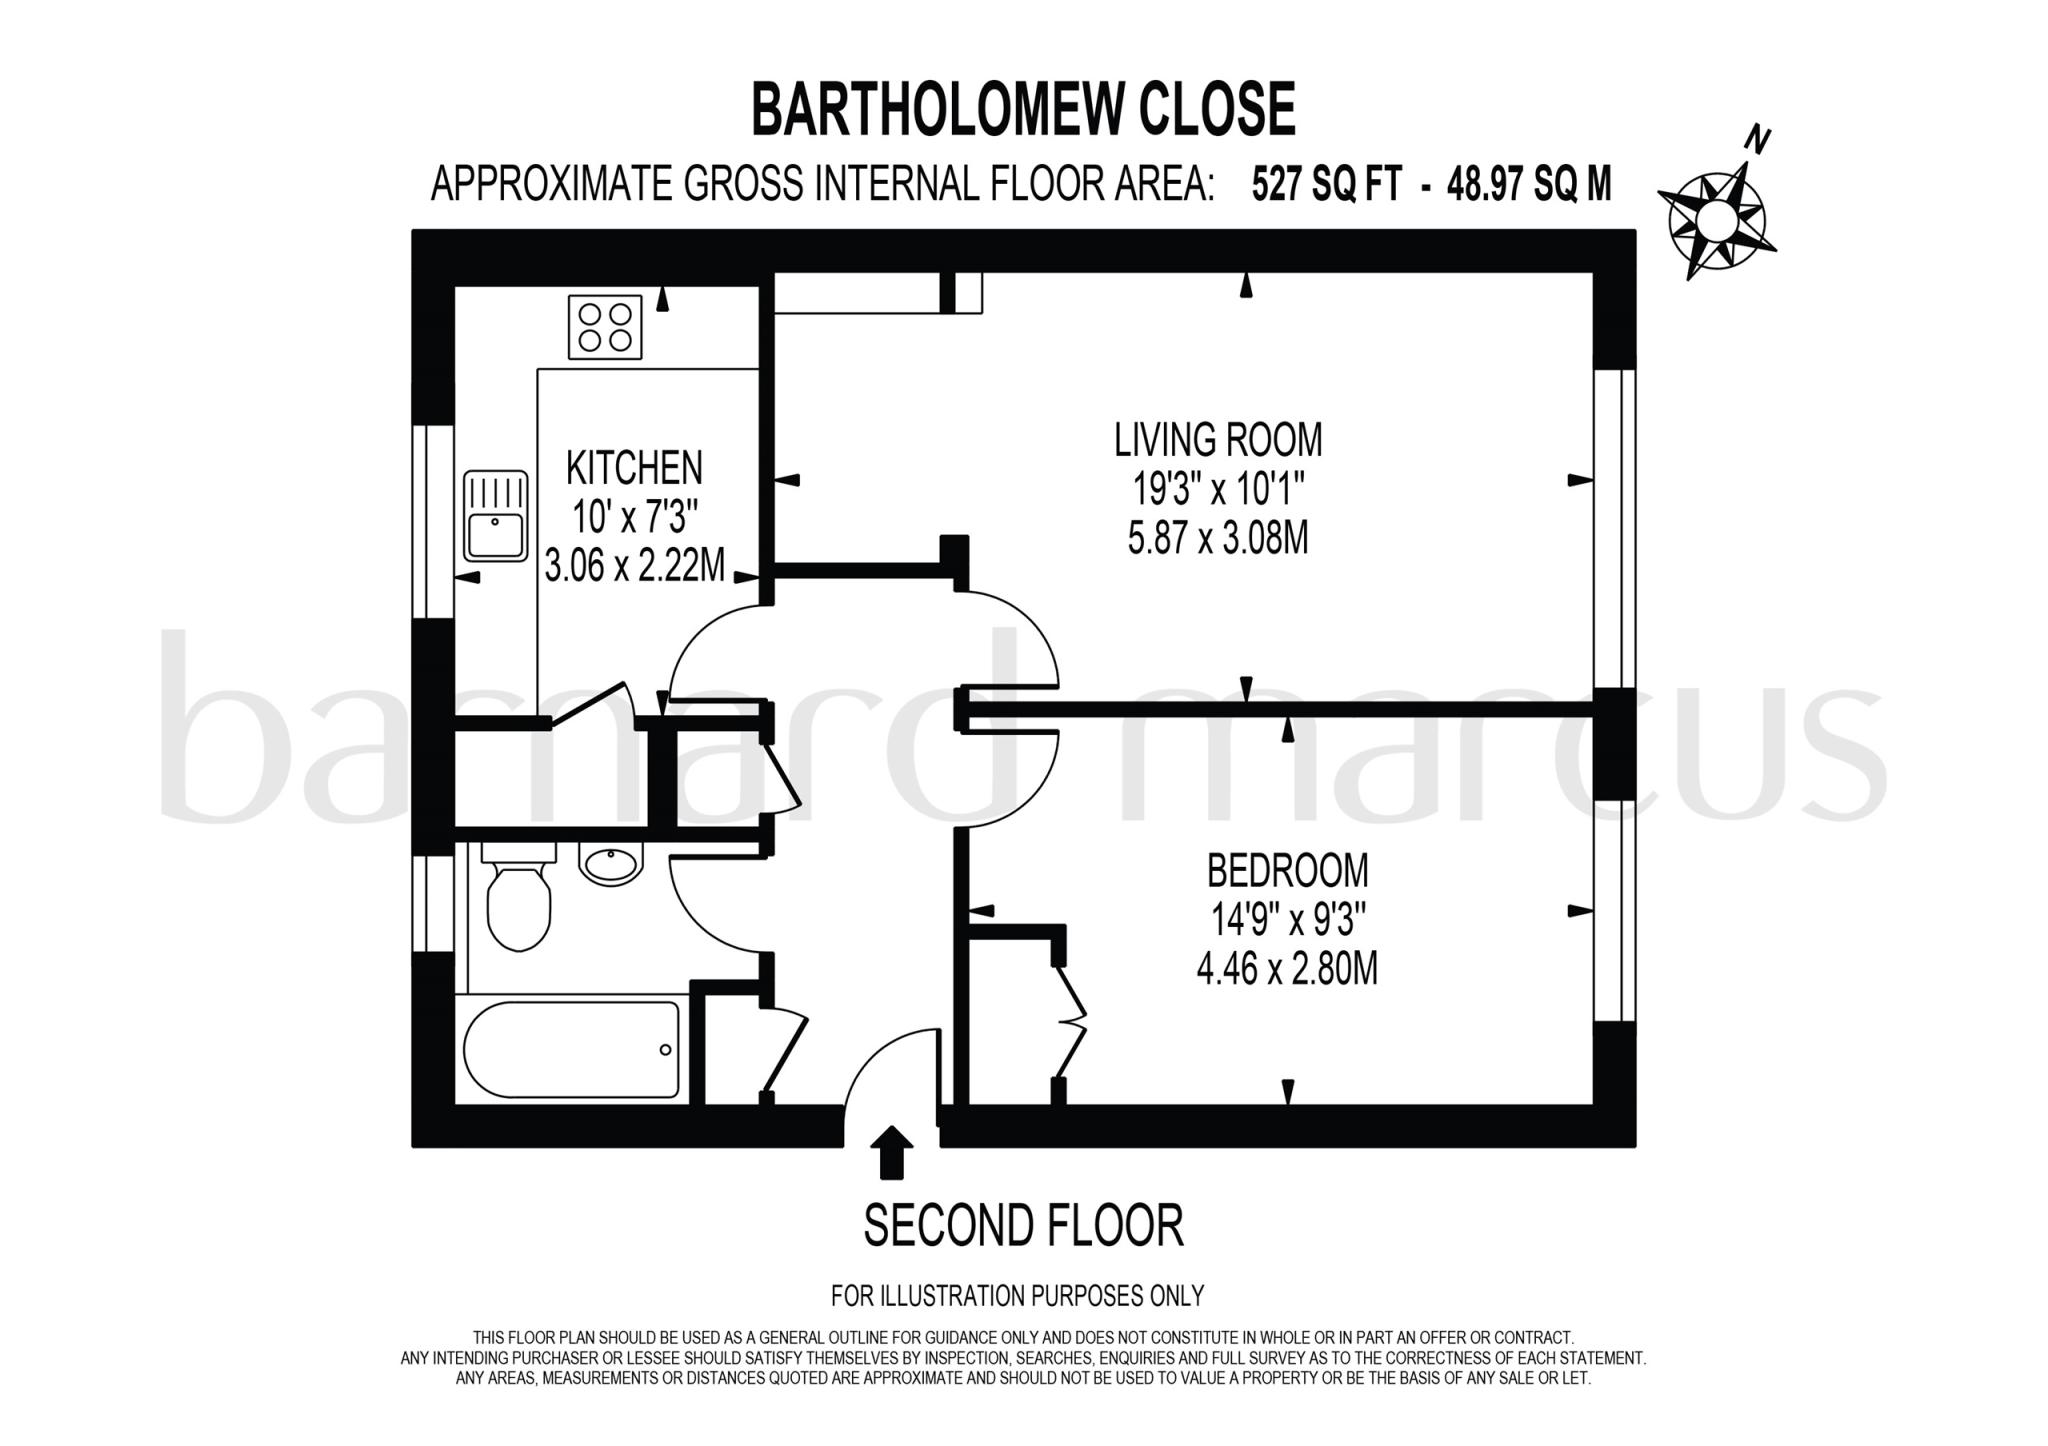 BARTHOLOMEW CLOSE
APPROXIMATE GROSS INTERNAL FLOOR AREA: 527 SQ FT - 48.97 SQ M
N
KITCHEN
10' x 7'3"
3.06 x 2.22M
LIVING ROOM
19'3" x 10'1"
5.87 x 3.08M
barnard marcus
BEDROOM
14'9" x 9'3"
4.46 x 2.80M
SECOND FLOOR
FOR ILLUSTRATION PURPOSES ONLY
THIS FLOOR PLAN SHOULD BE USED AS A GENERAL OUTLINE FOR GUIDANCE ONLY AND DOES NOT CONSTITUTE IN WHOLE OR IN PART AN OFFER OR CONTRACT.
ANY INTENDING PURCHASER OR LESSEE SHOULD SATISFY THEMSELVES BY INSPECTION, SEARCHES, ENQUIRIES AND FULL SURVEY AS TO THE CORRECTNESS OF EACH STATEMENT.
ANY AREAS, MEASUREMENTS OR DISTANCES QUOTED ARE APPROXIMATE AND SHOULD NOT BE USED TO VALUE A PROPERTY OR BE THE BASIS OF ANY SALE OR LET.